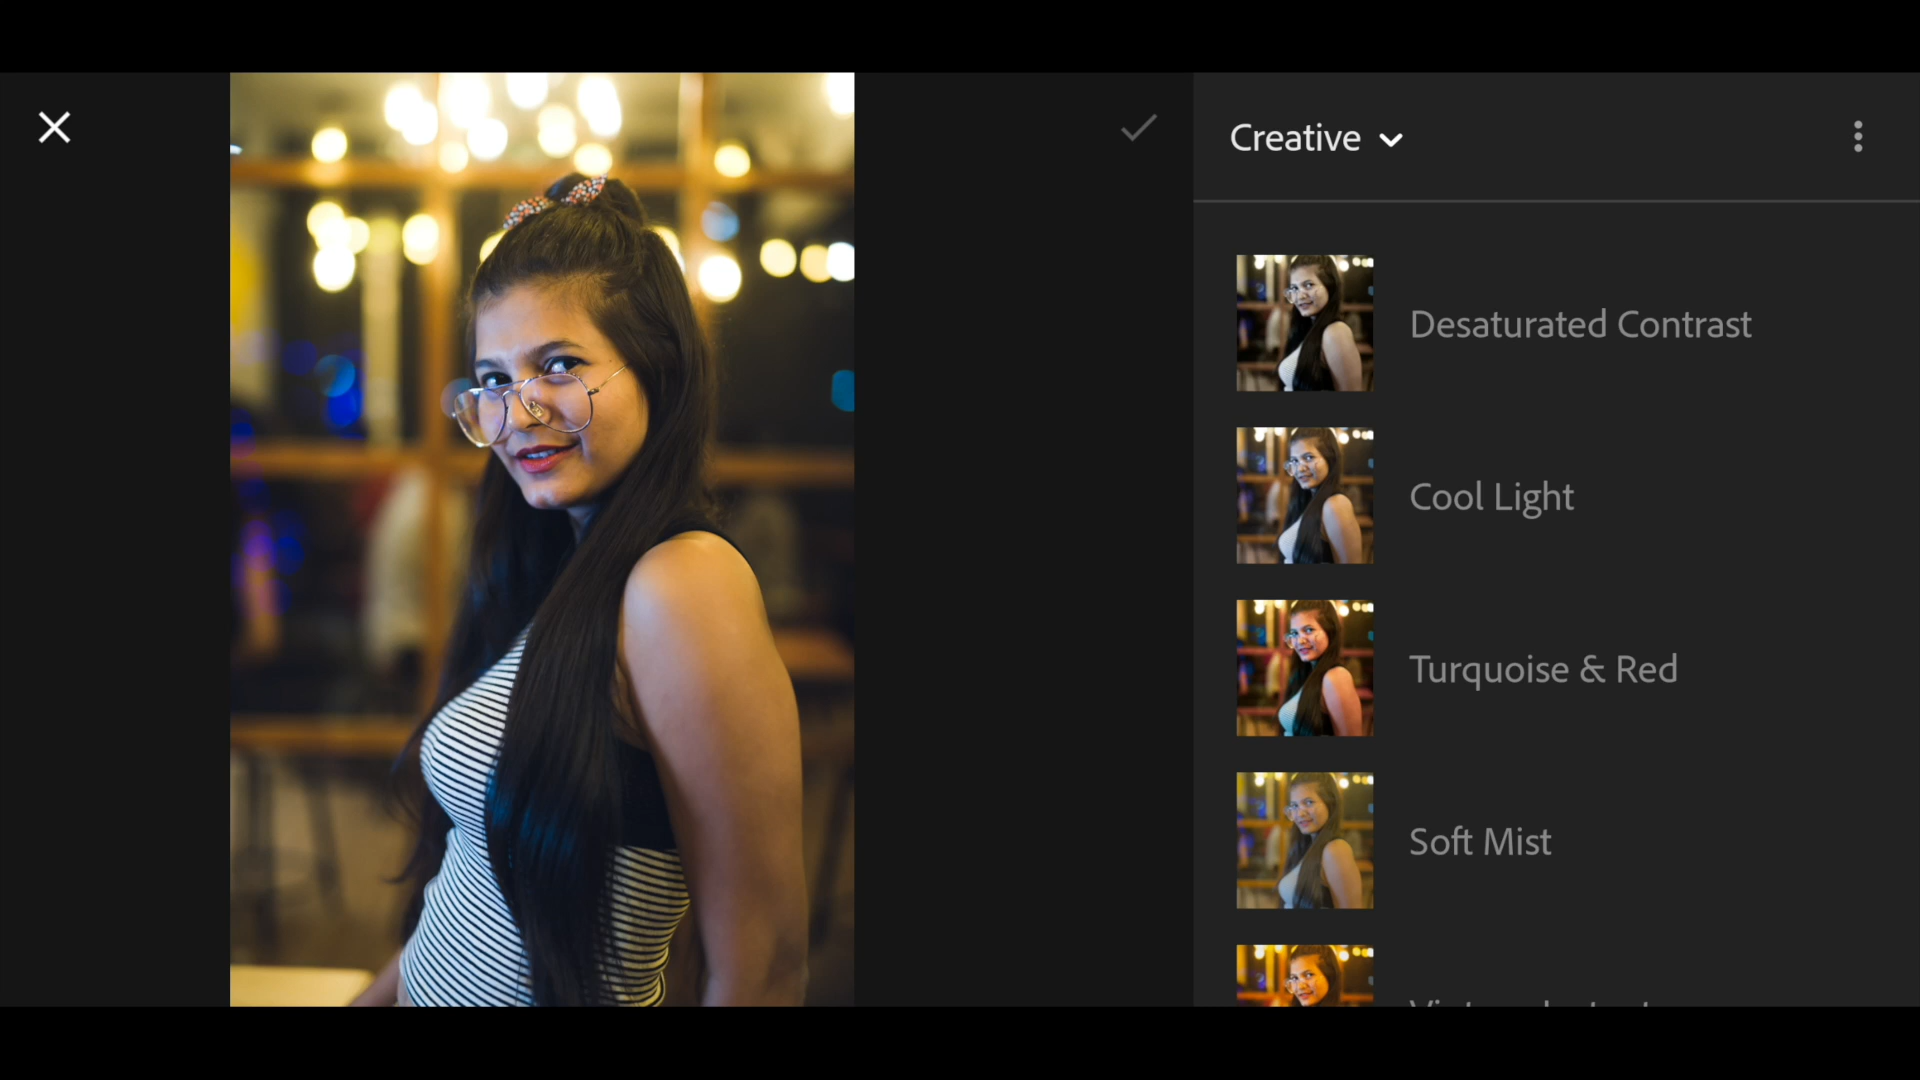 Creative
Desaturated Contrast
Cool Light
Turquoise & Red
Soft Mist